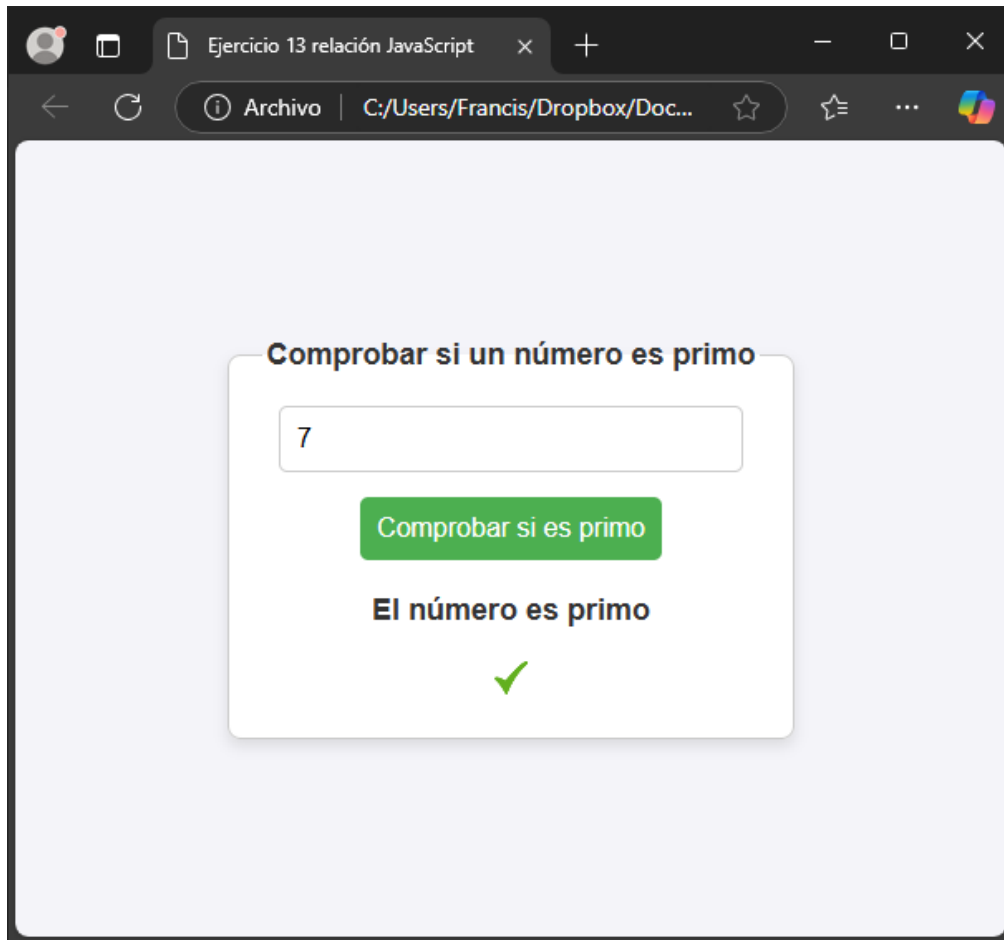 Ejercicio 13 relación JavaScript
Archivo | C:/Users/Francis/Dropbox/Doc...
Comprobar si un número es primo
7
Comprobar si es primo
El número es primo